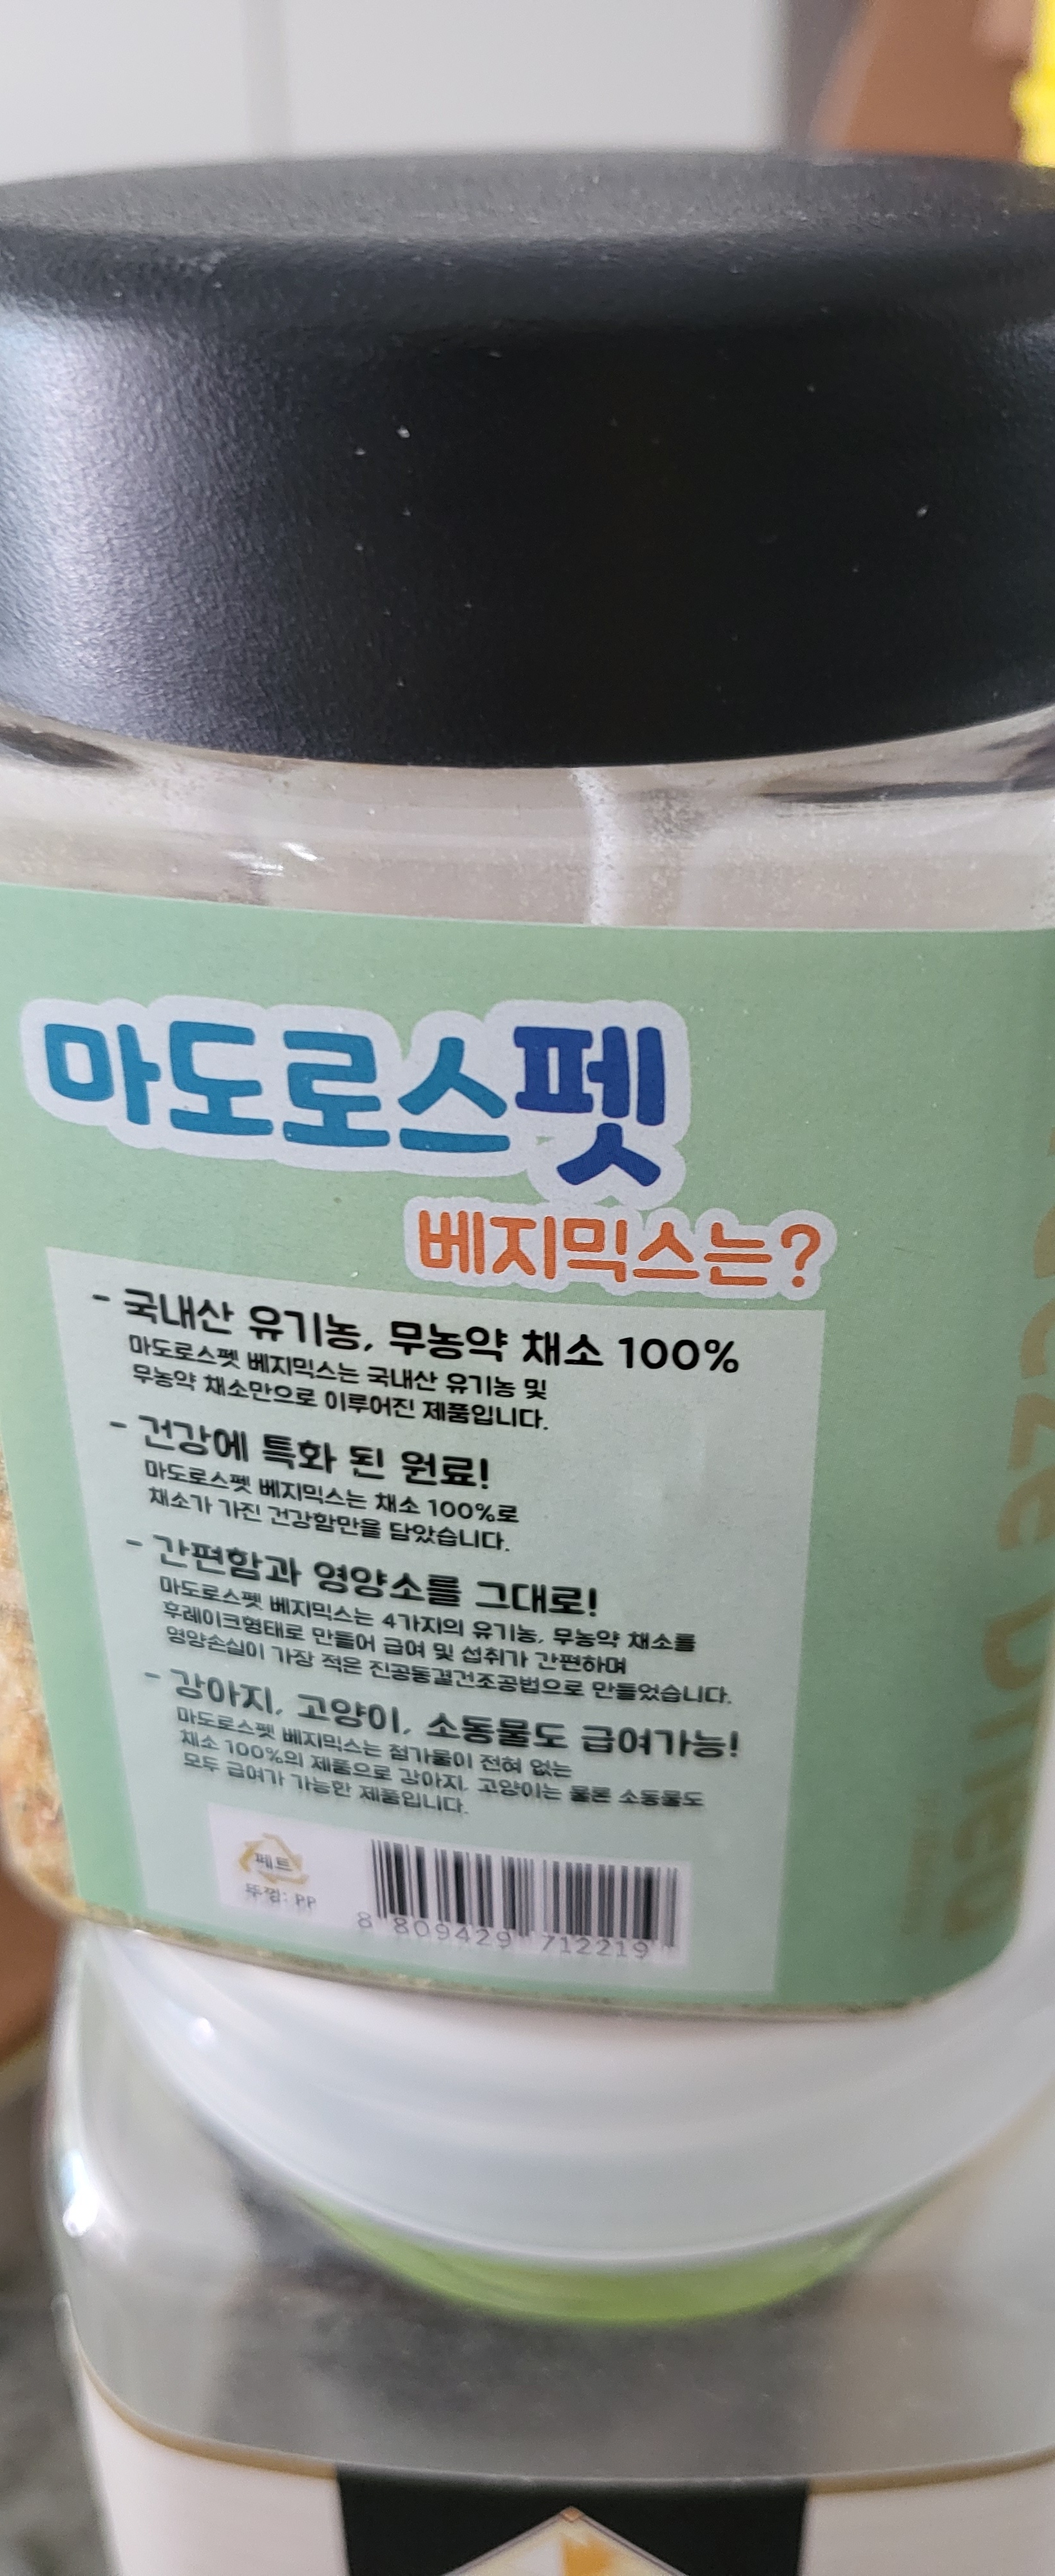 마도로스펫
베지믹스는?
- 국내산 유기농, 무농약 채소 100%
마도로스펫 베지믹스는 국내산 유기농 및
무농약 채소만으로 이루어진 제품입니다.
- 건강에 특화 된 원료!
마도로스펫 베지믹스는 채소 100%로
채소가 가진 건강함만을 담았습니다.
- 간편함과 영양소를 그대로!
마도로스펫 베지믹스는 4가지의 유기농, 무농약 채소를
후레이크형태로 만들어 급여 및 섭취가 간편하며
영양손실이 가장 적은 진공동결건조공법으로 만들었습니다.
- 강아지, 고양이, 소동물도 급여가능!
마도로스펫 베지믹스는 첨가물이 전혀 없는
채소 100%의 제품으로 강아지, 고양이는 물론 소동물도
모두 급여가 가능한 제품입니다.
페트
뚜껑: PP
8 809429 712219